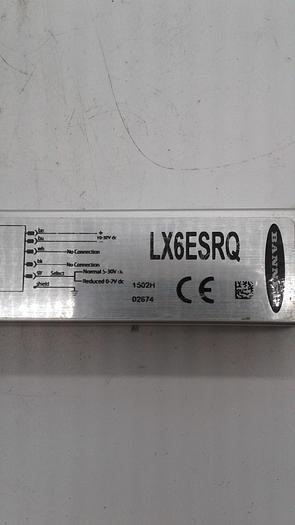 bn +
10-30V dc
bu
wh No Connection
bk No Connection
gy Select Normal 5-30V dc
Reduced 0-2V dc
shield
LX6ESRQ
1502H
02674
CE
BANNER